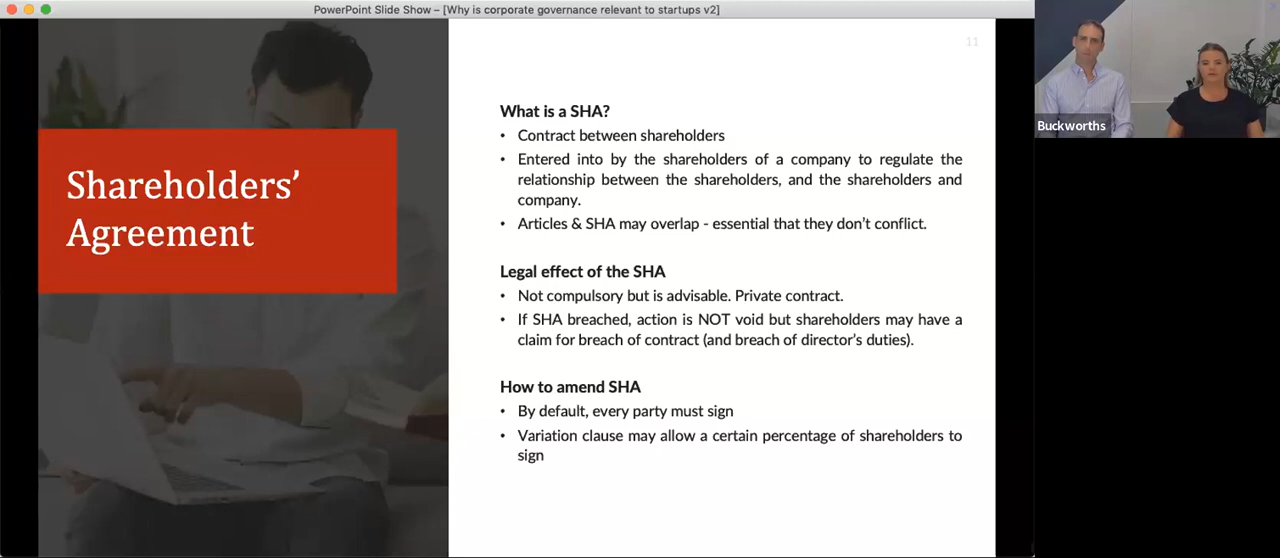 PowerPoint Slide Show – [Why is corporate governance relevant to startups v2]
11
Shareholders’
Agreement
What is a SHA?
• Contract between shareholders
• Entered into by the shareholders of a company to regulate the
relationship between the shareholders, and the shareholders and
company.
• Articles & SHA may overlap - essential that they don’t conflict.
Legal effect of the SHA
• Not compulsory but is advisable. Private contract.
• If SHA breached, action is NOT void but shareholders may have a
claim for breach of contract (and breach of director’s duties).
How to amend SHA
• By default, every party must sign
• Variation clause may allow a certain percentage of shareholders to
sign
Buckworths